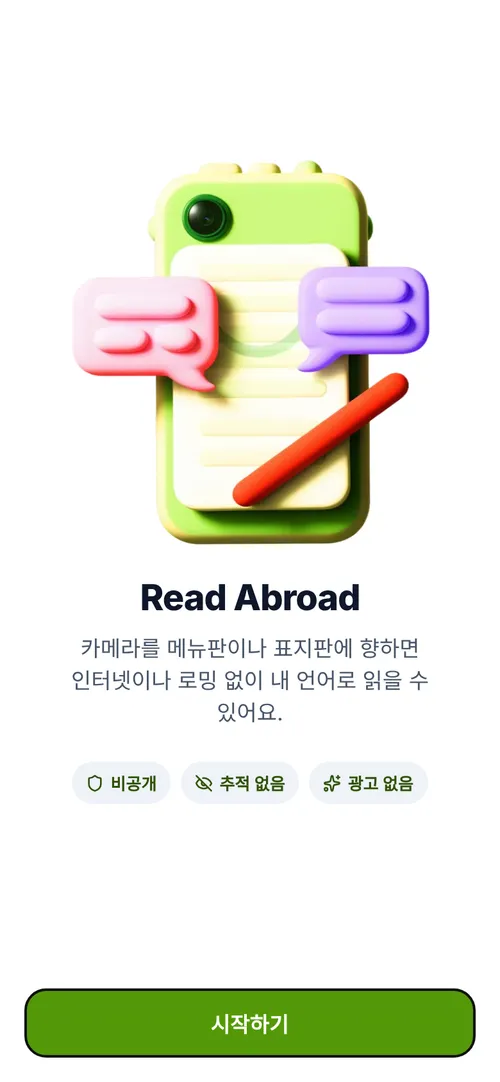 Read Abroad
카메라를 메뉴판이나 표지판에 향하면
인터넷이나 로밍 없이 내 언어로 읽을 수
있어요.
비공개
추적 없음
광고 없음
시작하기